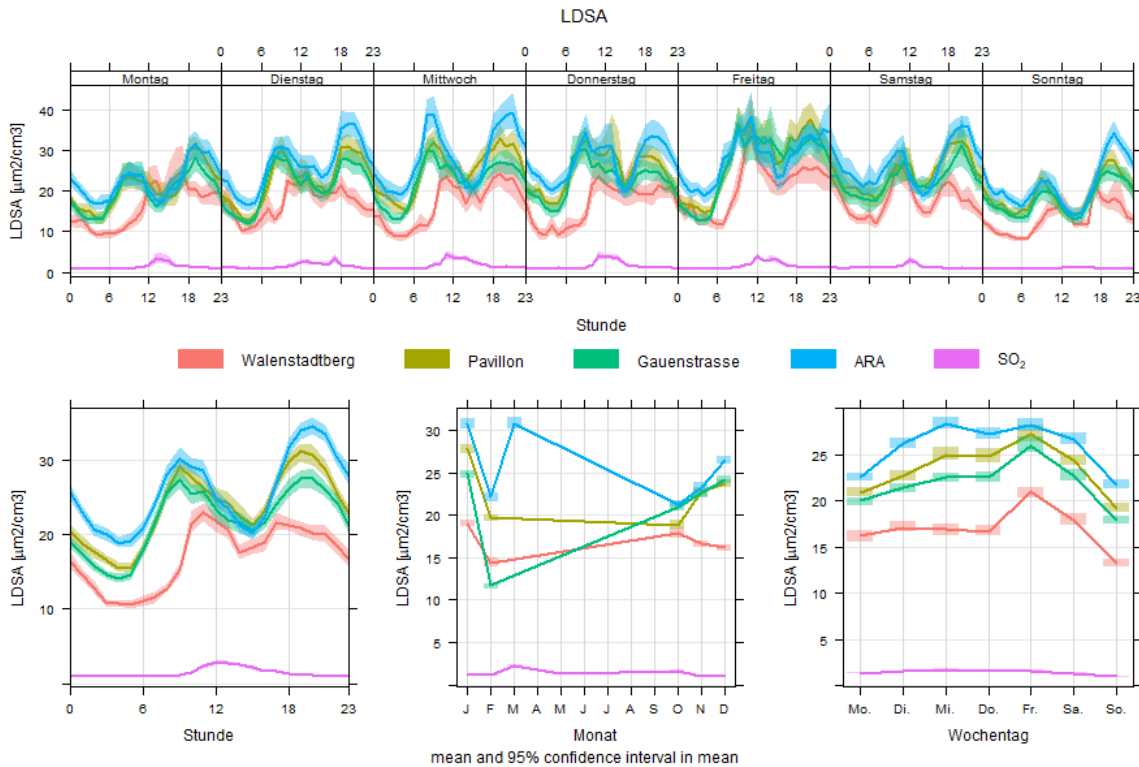 LDSA
0 6 12 18 23 0 6 12 18 23 0 6 12 18 23
Montag Dienstag Mittwoch Donnerstag Freitag Samstag Sonntag
40
30
20
10
0
LDSA [µm2/cm3]
0 6 12 18 23 0 6 12 18 23 0 6 12 18 23 0 6 12 18 23
Stunde
Walenstadtberg Pavillon Gauenstrasse ARA SO₂
30
20
10
LDSA [µm2/cm3]
0 6 12 18 23
Stunde
30
25
20
15
10
5
LDSA [µm2/cm3]
J F M A M J J A S O N D
Monat
25
20
15
10
5
LDSA [µm2/cm3]
Mo. Di. Mi. Do. Fr. Sa. So.
Wochentag
mean and 95% confidence interval in mean